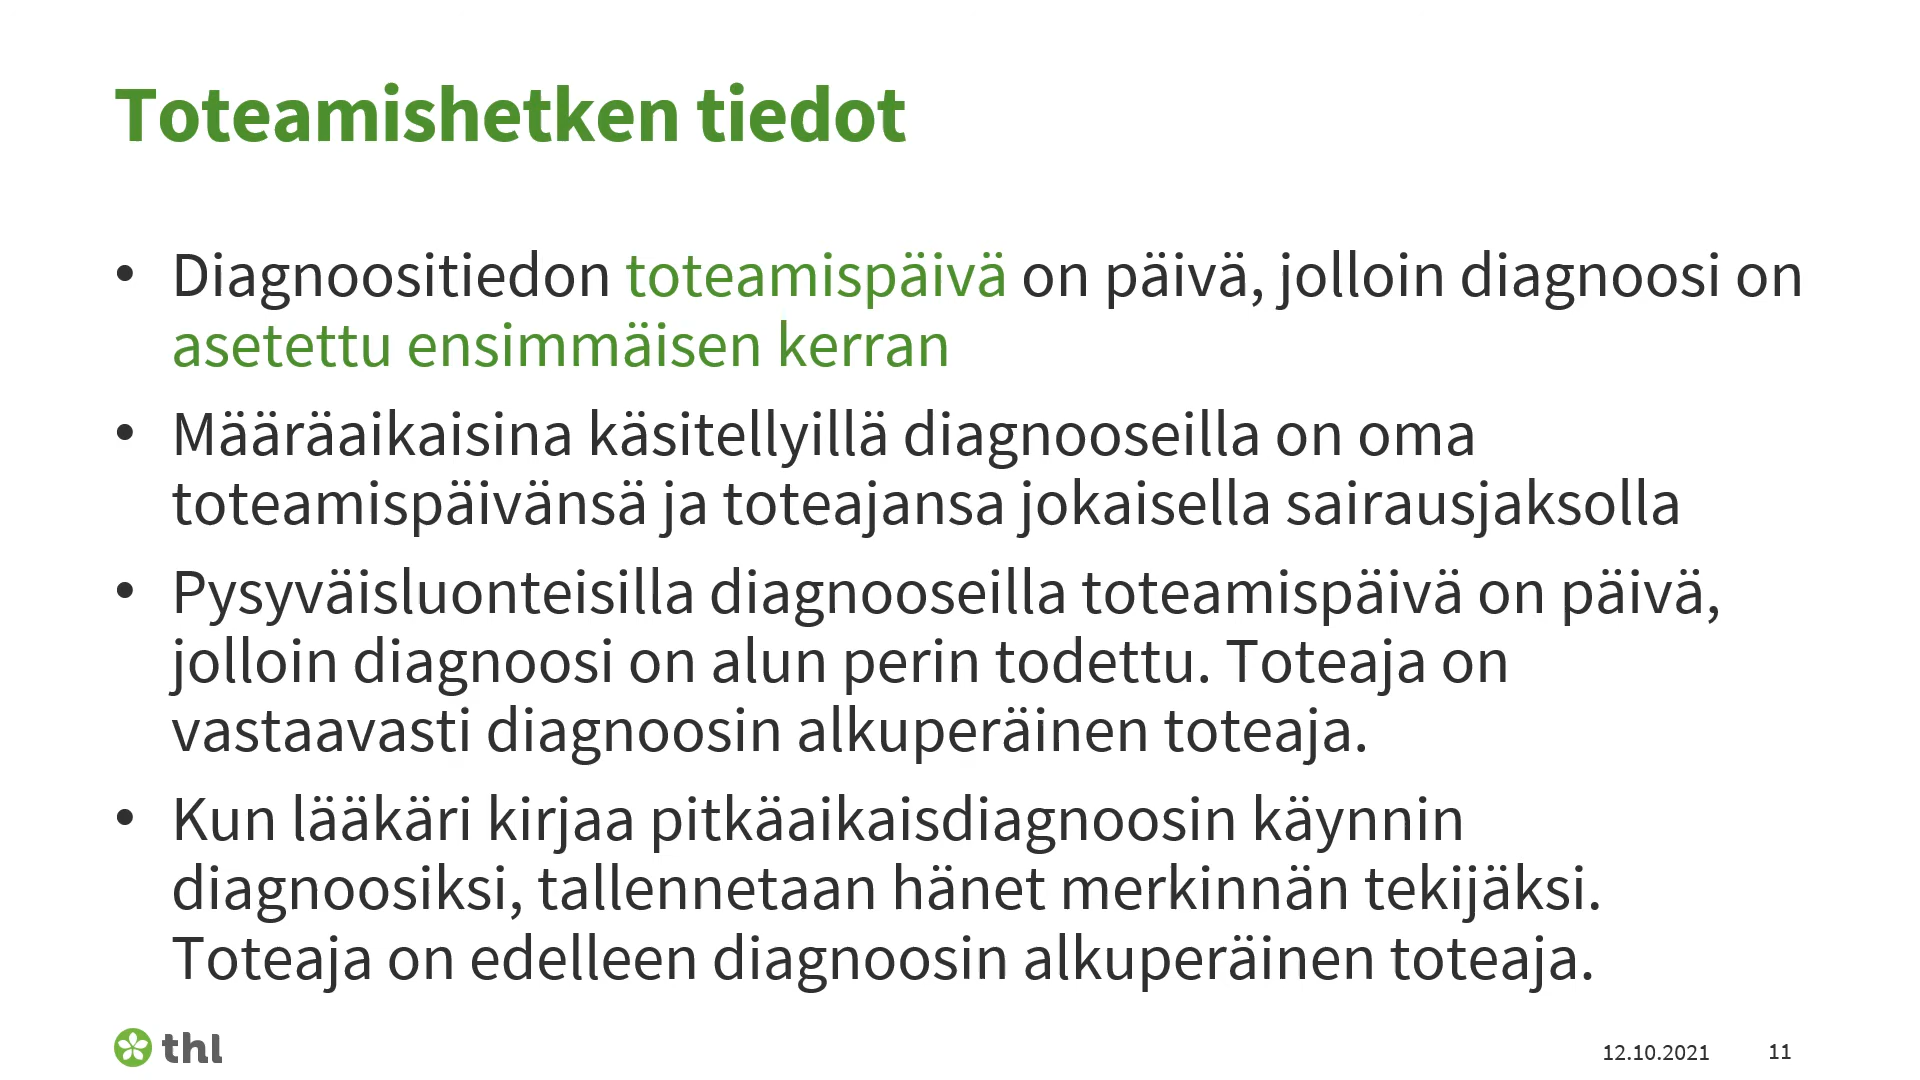 Toteamishetken tiedot
• Diagnoositiedon toteamispäivä on päivä, jolloin diagnoosi on
asetettu ensimmäisen kerran
• Määräaikaisina käsitellyillä diagnooseilla on oma
toteamispäivänsä ja toteajansa jokaisella sairausjaksolla
• Pysyväisluonteisilla diagnooseilla toteamispäivä on päivä,
jolloin diagnoosi on alun perin todettu. Toteaja on
vastaavasti diagnoosin alkuperäinen toteaja.
• Kun lääkäri kirjaa pitkäaikaisdiagnoosin käynnin
diagnoosiksi, tallennetaan hänet merkinnän tekijäksi.
Toteaja on edelleen diagnoosin alkuperäinen toteaja.
thl
12.10.2021 11